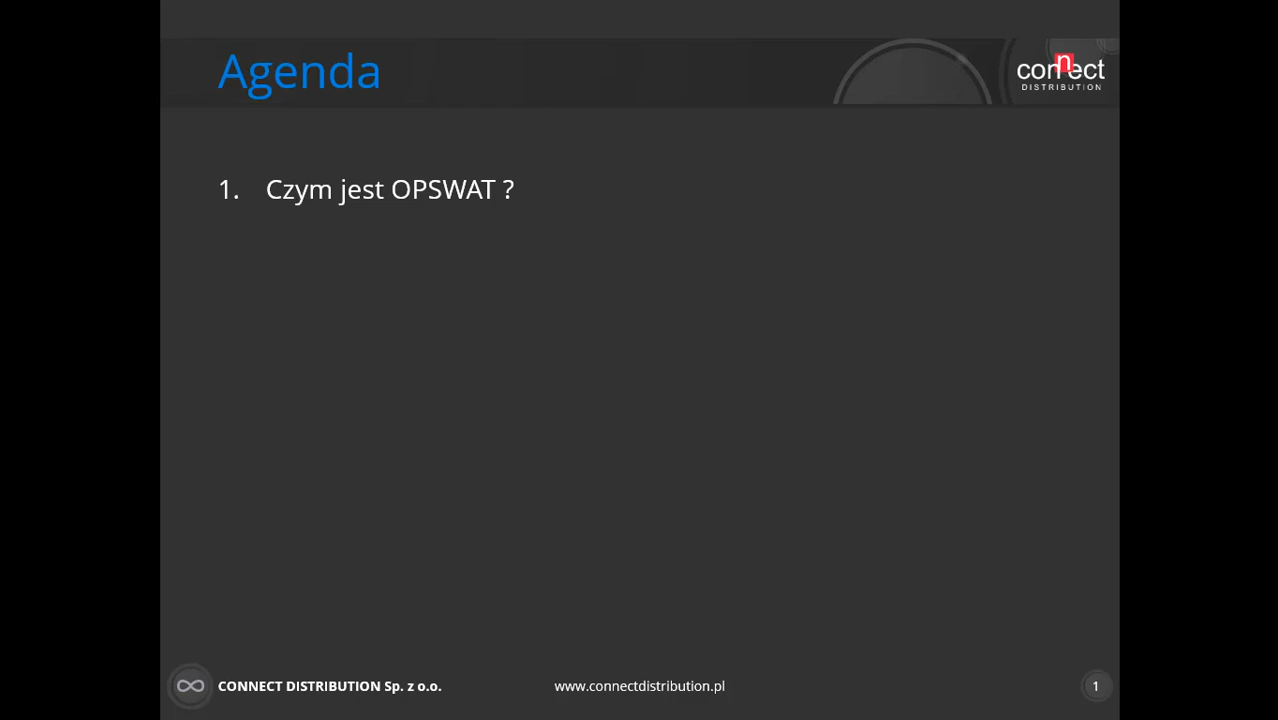 Agenda
connect
DISTRIBUTION
1. Czym jest OPSWAT ?
CONNECT DISTRIBUTION Sp. z o.o.
www.connectdistribution.pl
1